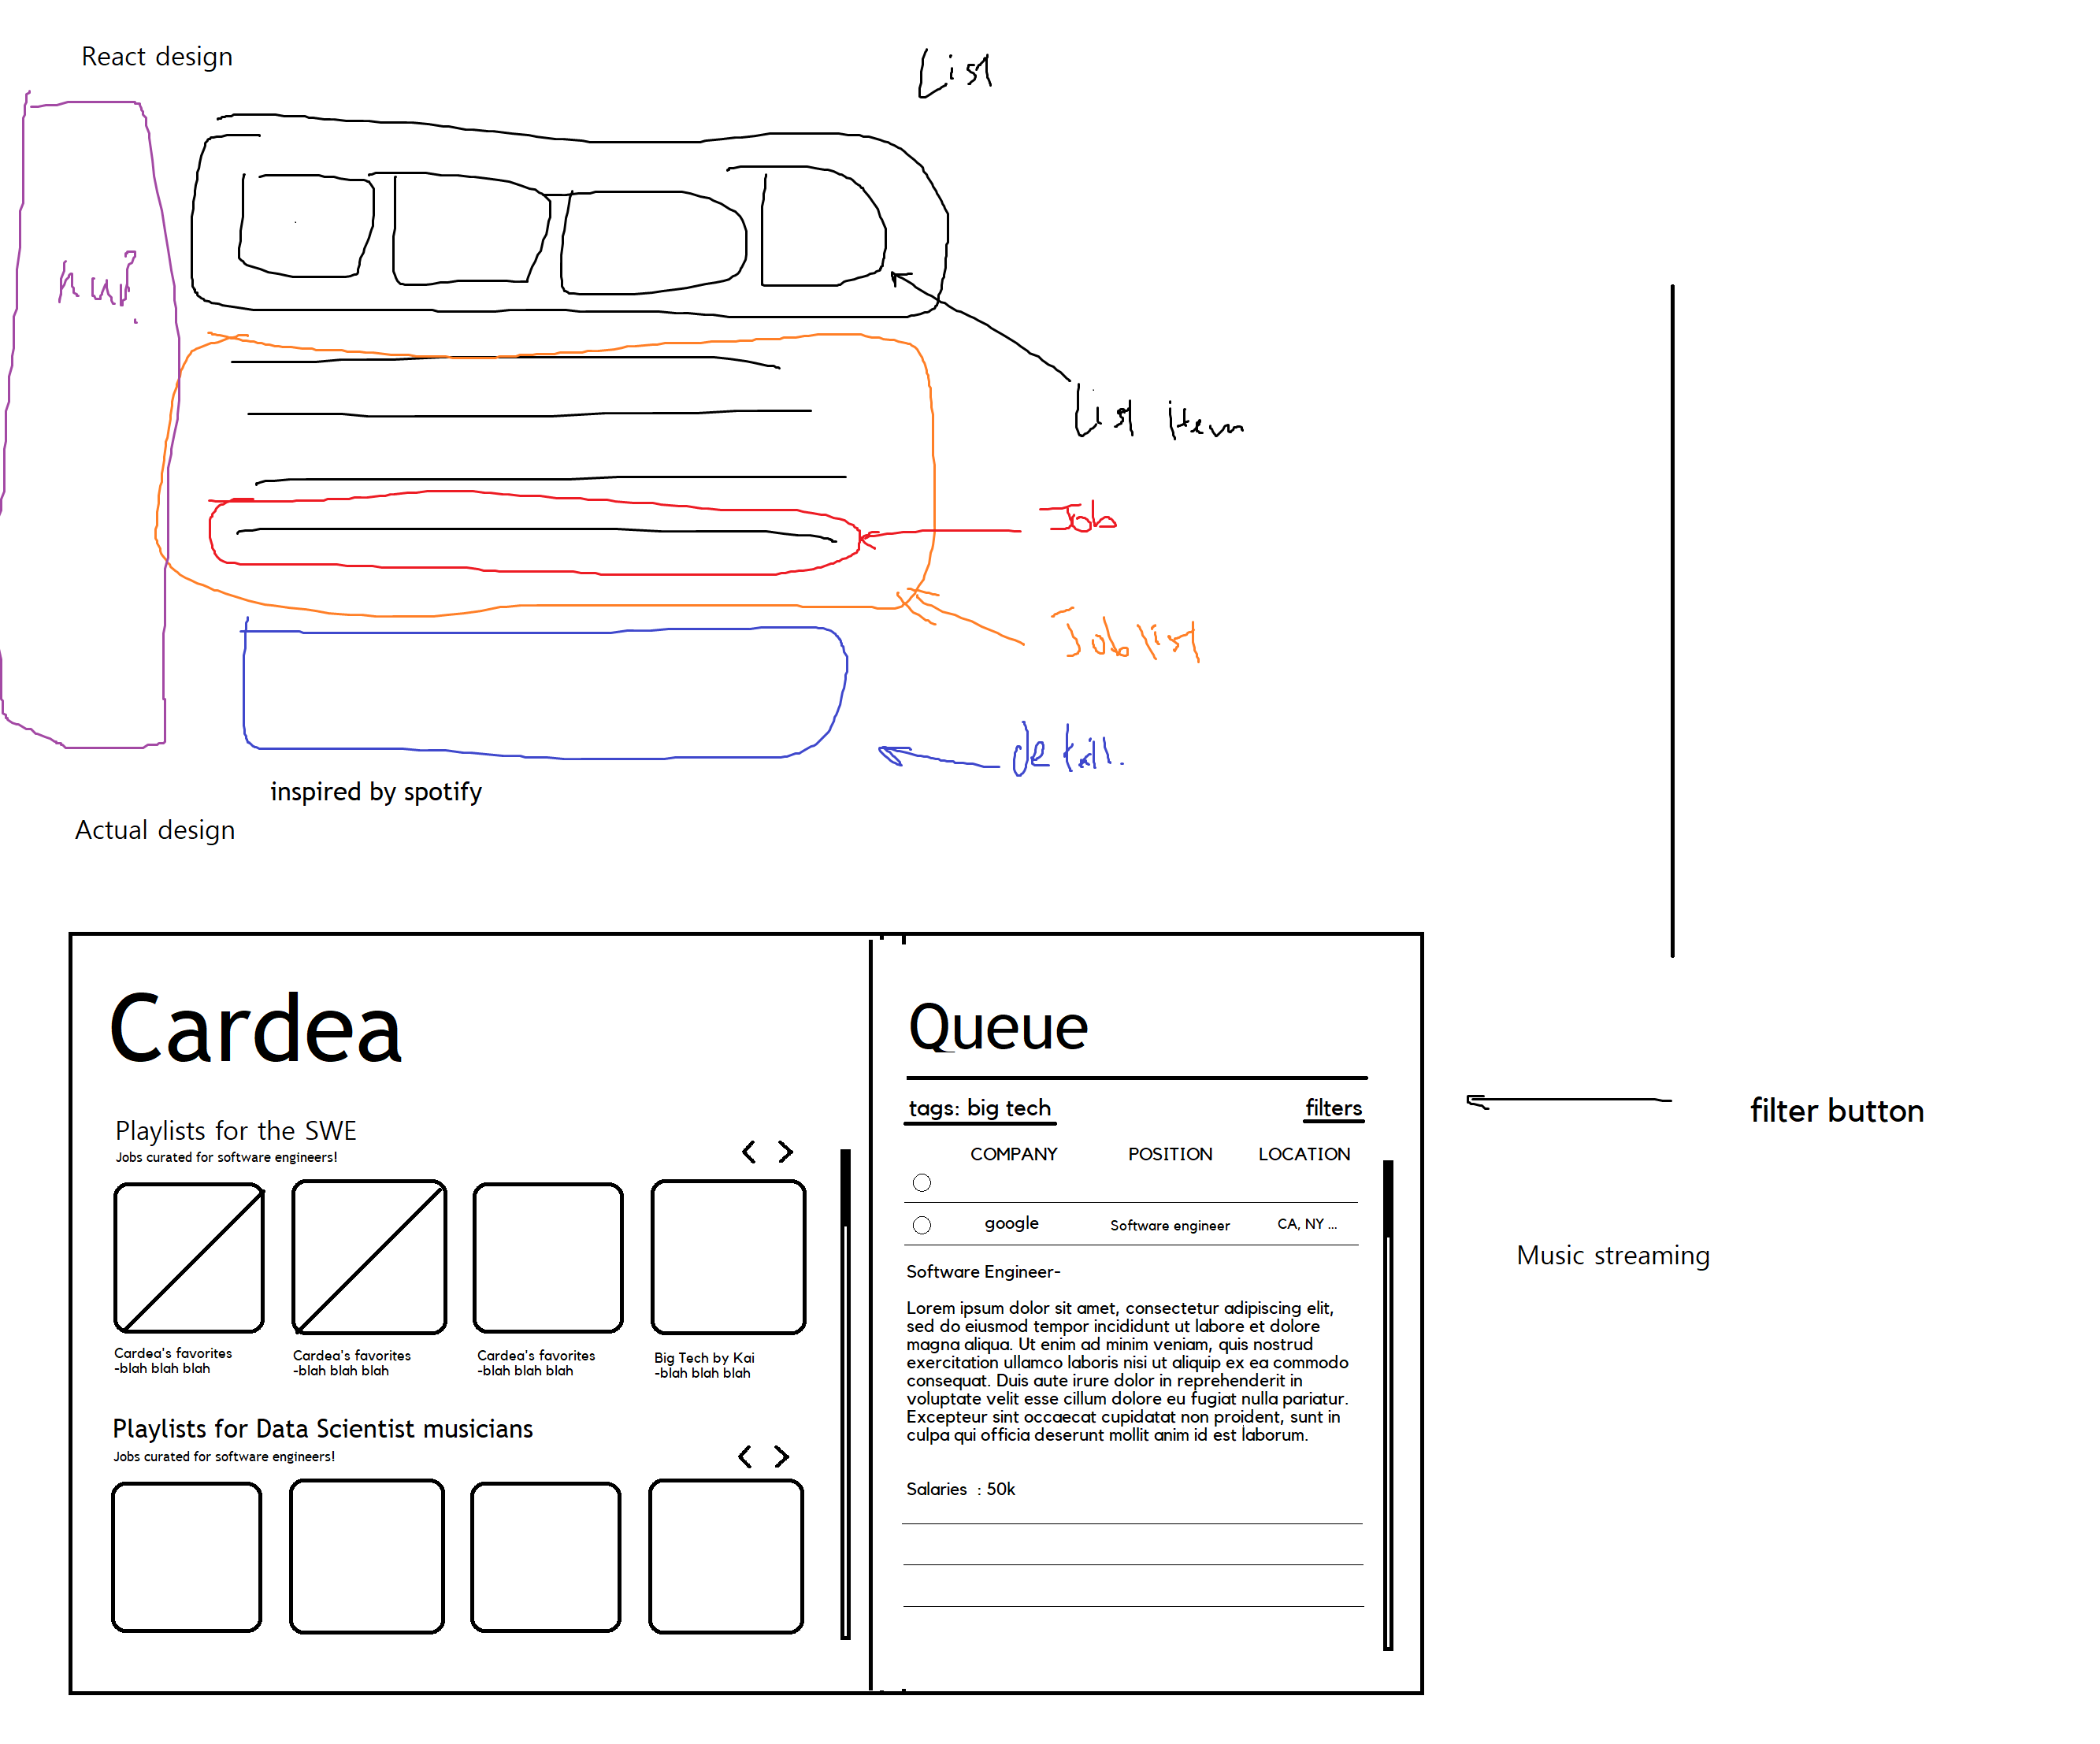 React design
List
nav?
List item
Job
Job list
detail.
inspired by spotify
Actual design
Cardea
Playlists for the SWE
Jobs curated for software engineers!
< >
Cardea's favorites
-blah blah blah
Cardea's favorites
-blah blah blah
Cardea's favorites
-blah blah blah
Big Tech by Kai
-blah blah blah
Playlists for Data Scientist musicians
Jobs curated for software engineers!
< >
Queue
tags: big tech
filters
COMPANY POSITION LOCATION
google Software engineer CA, NY ...
Software Engineer-
Lorem ipsum dolor sit amet, consectetur adipiscing elit,
sed do eiusmod tempor incididunt ut labore et dolore
magna aliqua. Ut enim ad minim veniam, quis nostrud
exercitation ullamco laboris nisi ut aliquip ex ea commodo
consequat. Duis aute irure dolor in reprehenderit in
voluptate velit esse cillum dolore eu fugiat nulla pariatur.
Excepteur sint occaecat cupidatat non proident, sunt in
culpa qui officia deserunt mollit anim id est laborum.
Salaries : 50k
filter button
Music streaming